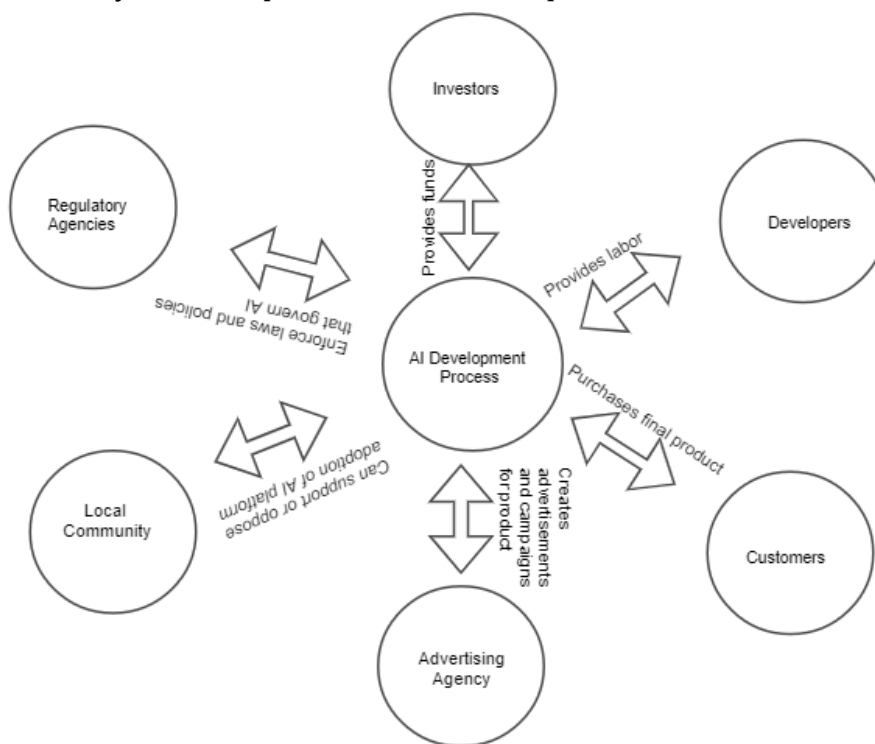 Investors
Regulatory
Agencies
Developers
Provides funds
Provides labor
Enforce laws and policies
that govern AI
AI Development
Process
Purchases final product
Can support or oppose
adoption of AI platform
Creates
advertisements
and campaigns
for product
Local
Community
Customers
Advertising
Agency